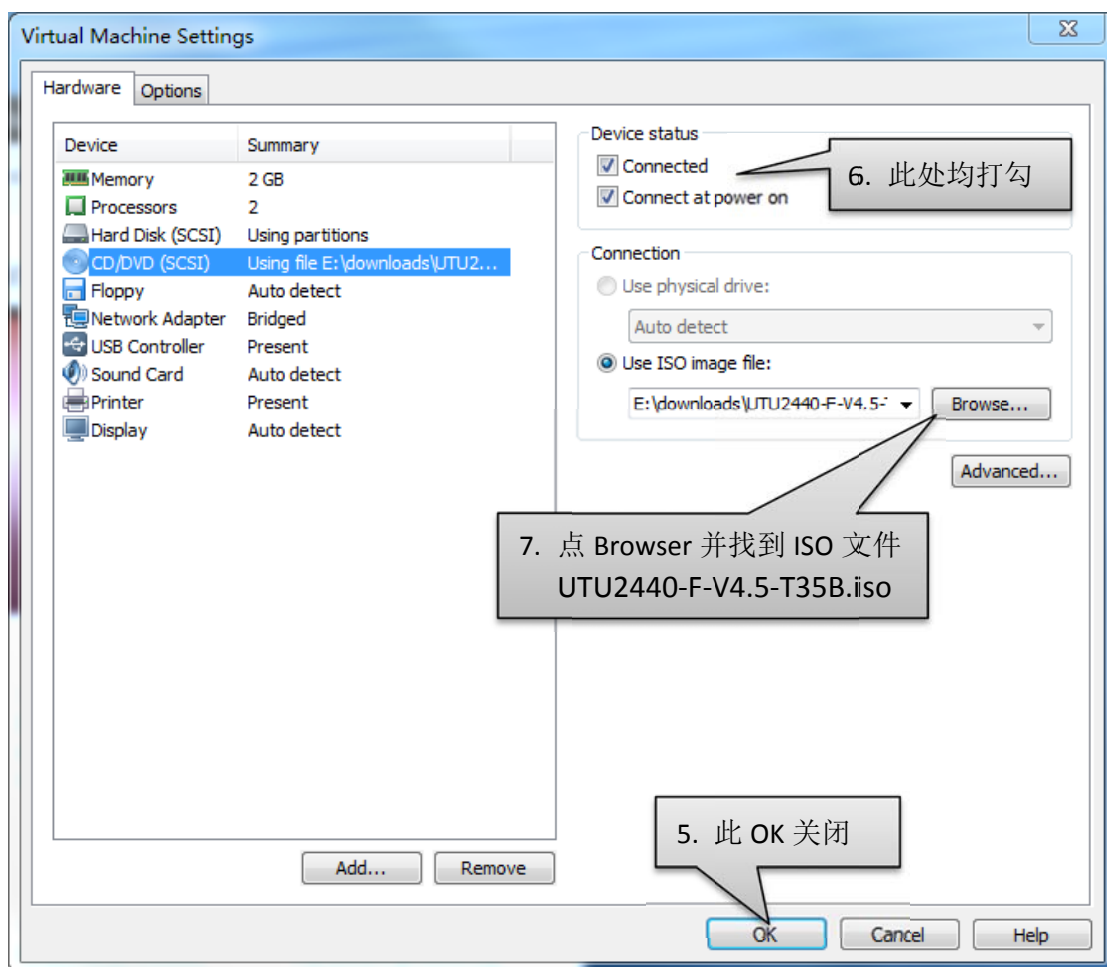 Virtual Machine Settings
Hardware Options
Device Summary
Memory 2 GB
Processors 2
Hard Disk (SCSI) Using partitions
CD/DVD (SCSI) Using file E:\downloads\UTU2...
Floppy Auto detect
Network Adapter Bridged
USB Controller Present
Sound Card Auto detect
Printer Present
Display Auto detect
Add... Remove
Device status
Connected
Connect at power on
6. 此处均打勾
Connection
Use physical drive:
Auto detect
Use ISO image file:
E:\downloads\UTU2440-F-V4.5- Browse...
Advanced...
7. 点 Browser 并找到 ISO 文件
UTU2440-F-V4.5-T35B.iso
5. 此 OK 关闭
OK Cancel Help